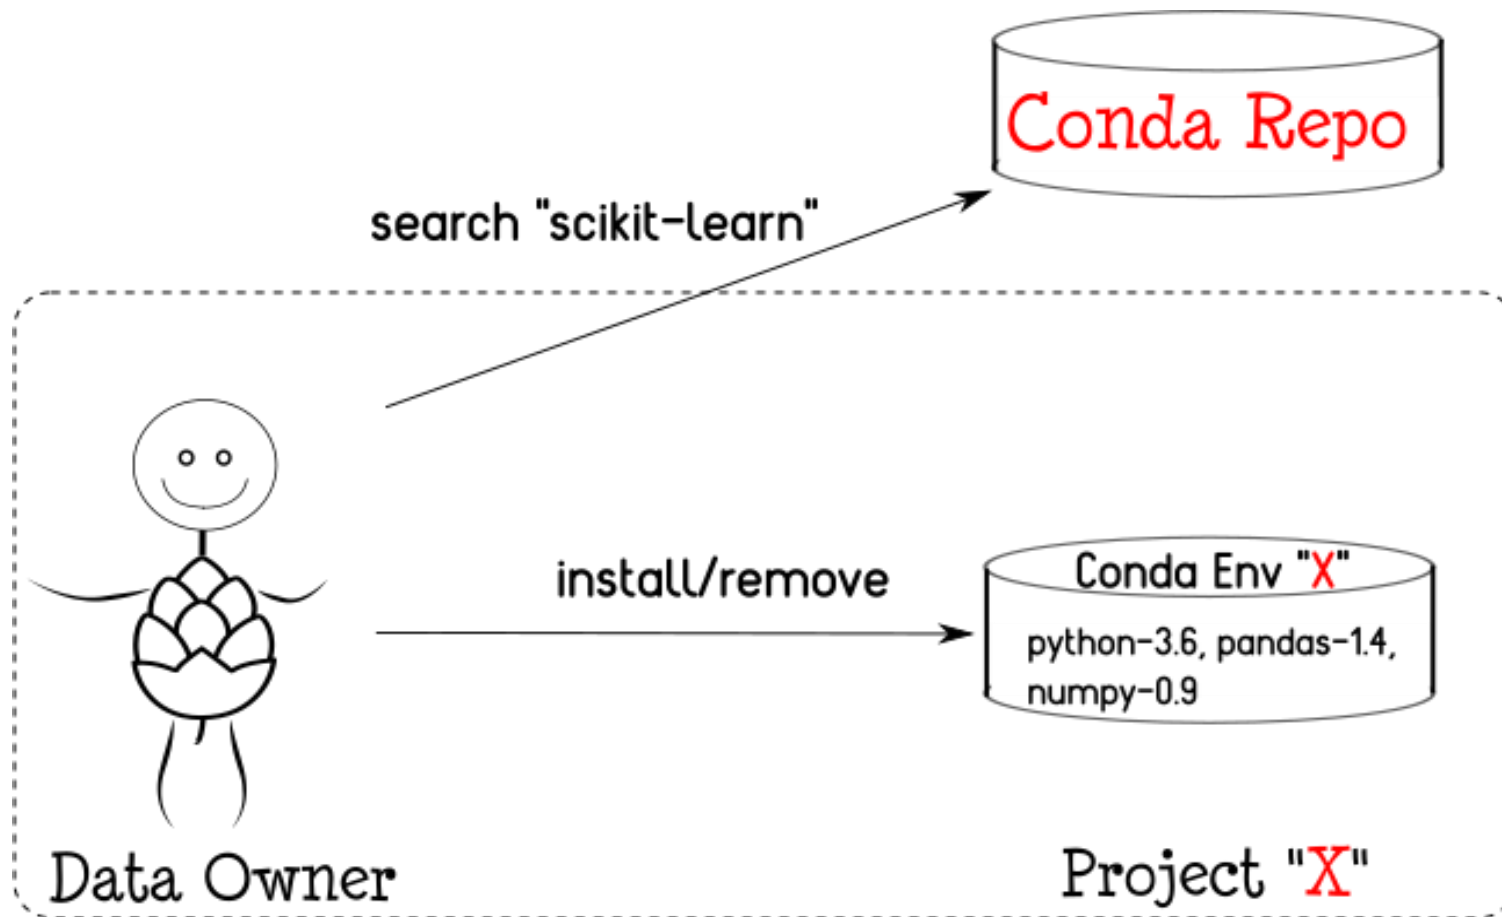 Conda Repo
search "scikit-learn"
Conda Env "X"
install/remove
python-3.6, pandas-1.4,
numpy-0.9
Data Owner
Project "X"